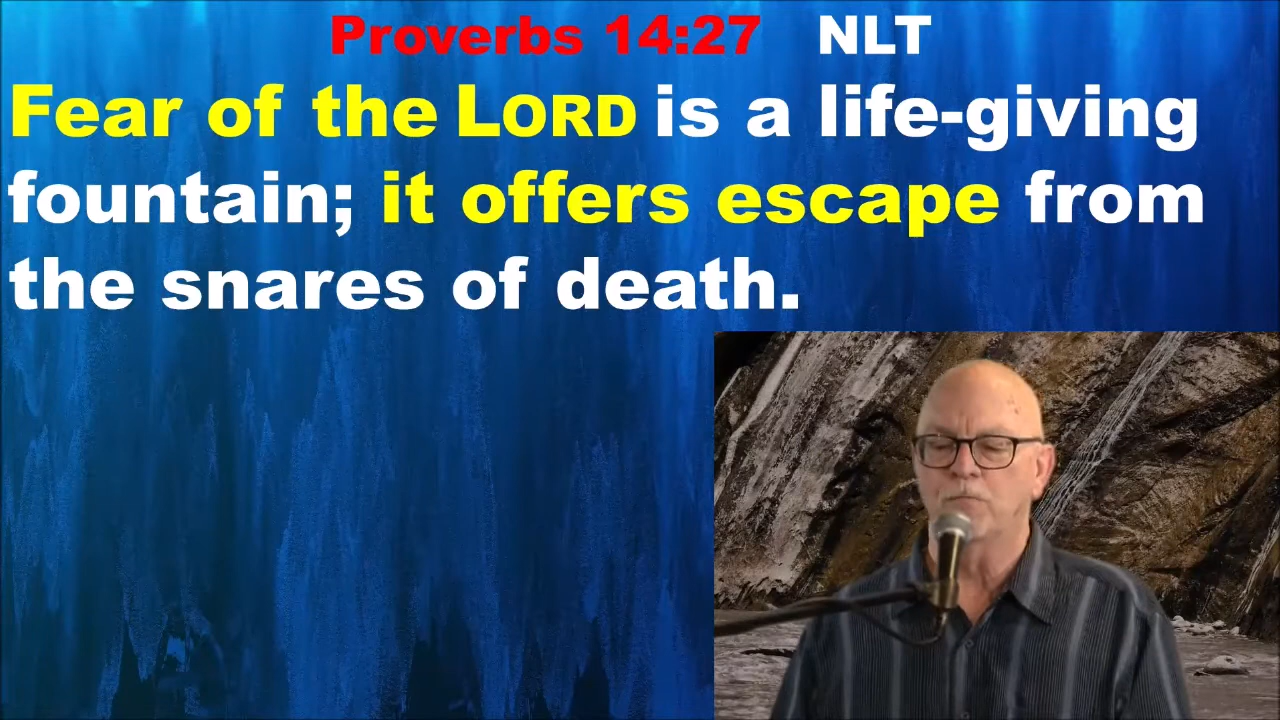 Proverbs 14:27 NLT
Fear of the LORD is a life-giving
fountain; it offers escape from
the snares of death.